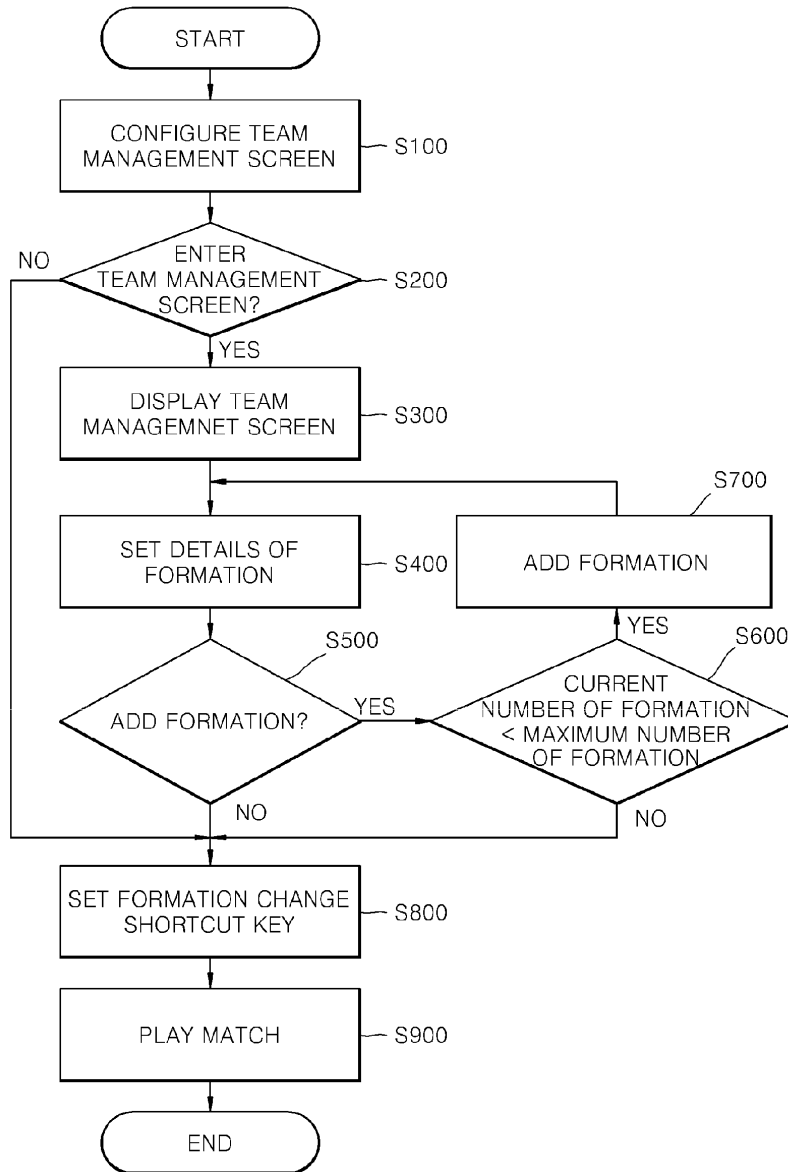 START
CONFIGURE TEAM
MANAGEMENT SCREEN
S100
NO
ENTER
TEAM MANAGEMENT
SCREEN?
S200
YES
DISPLAY TEAM
MANAGEMNET SCREEN
S300
S700
SET DETAILS OF
FORMATION
S400
ADD FORMATION
YES
S500
S600
ADD FORMATION?
YES
CURRENT
NUMBER OF FORMATION
< MAXIMUM NUMBER
OF FORMATION
NO
NO
SET FORMATION CHANGE
SHORTCUT KEY
S800
PLAY MATCH
S900
END